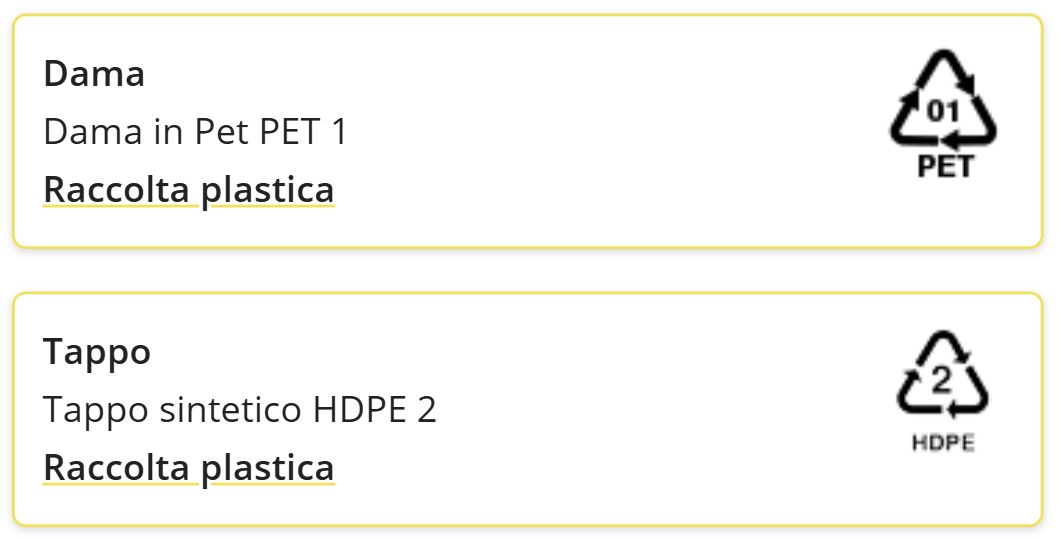 Dama
Dama in Pet PET 1
Raccolta plastica
01
PET
Tappo
Tappo sintetico HDPE 2
Raccolta plastica
2
HDPE